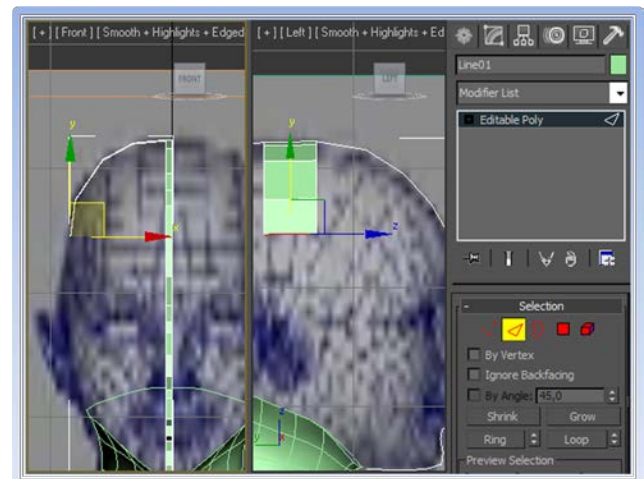 [ + ] [ Front ] [ Smooth + Highlights + Edged
[ + ] [ Left ] [ Smooth + Highlights + Ed
FRONT
LEFT
y
x
y
z
z
y
x
Line01
Modifier List
Editable Poly
- Selection
By Vertex
Ignore Backfacing
By Angle: 45,0
Shrink Grow
Ring Loop
Preview Selection